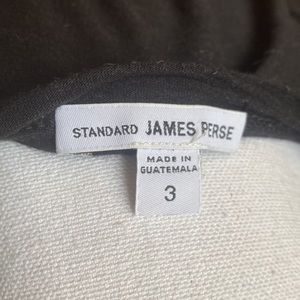 STANDARD JAMES PERSE
MADE IN
GUATEMALA
3